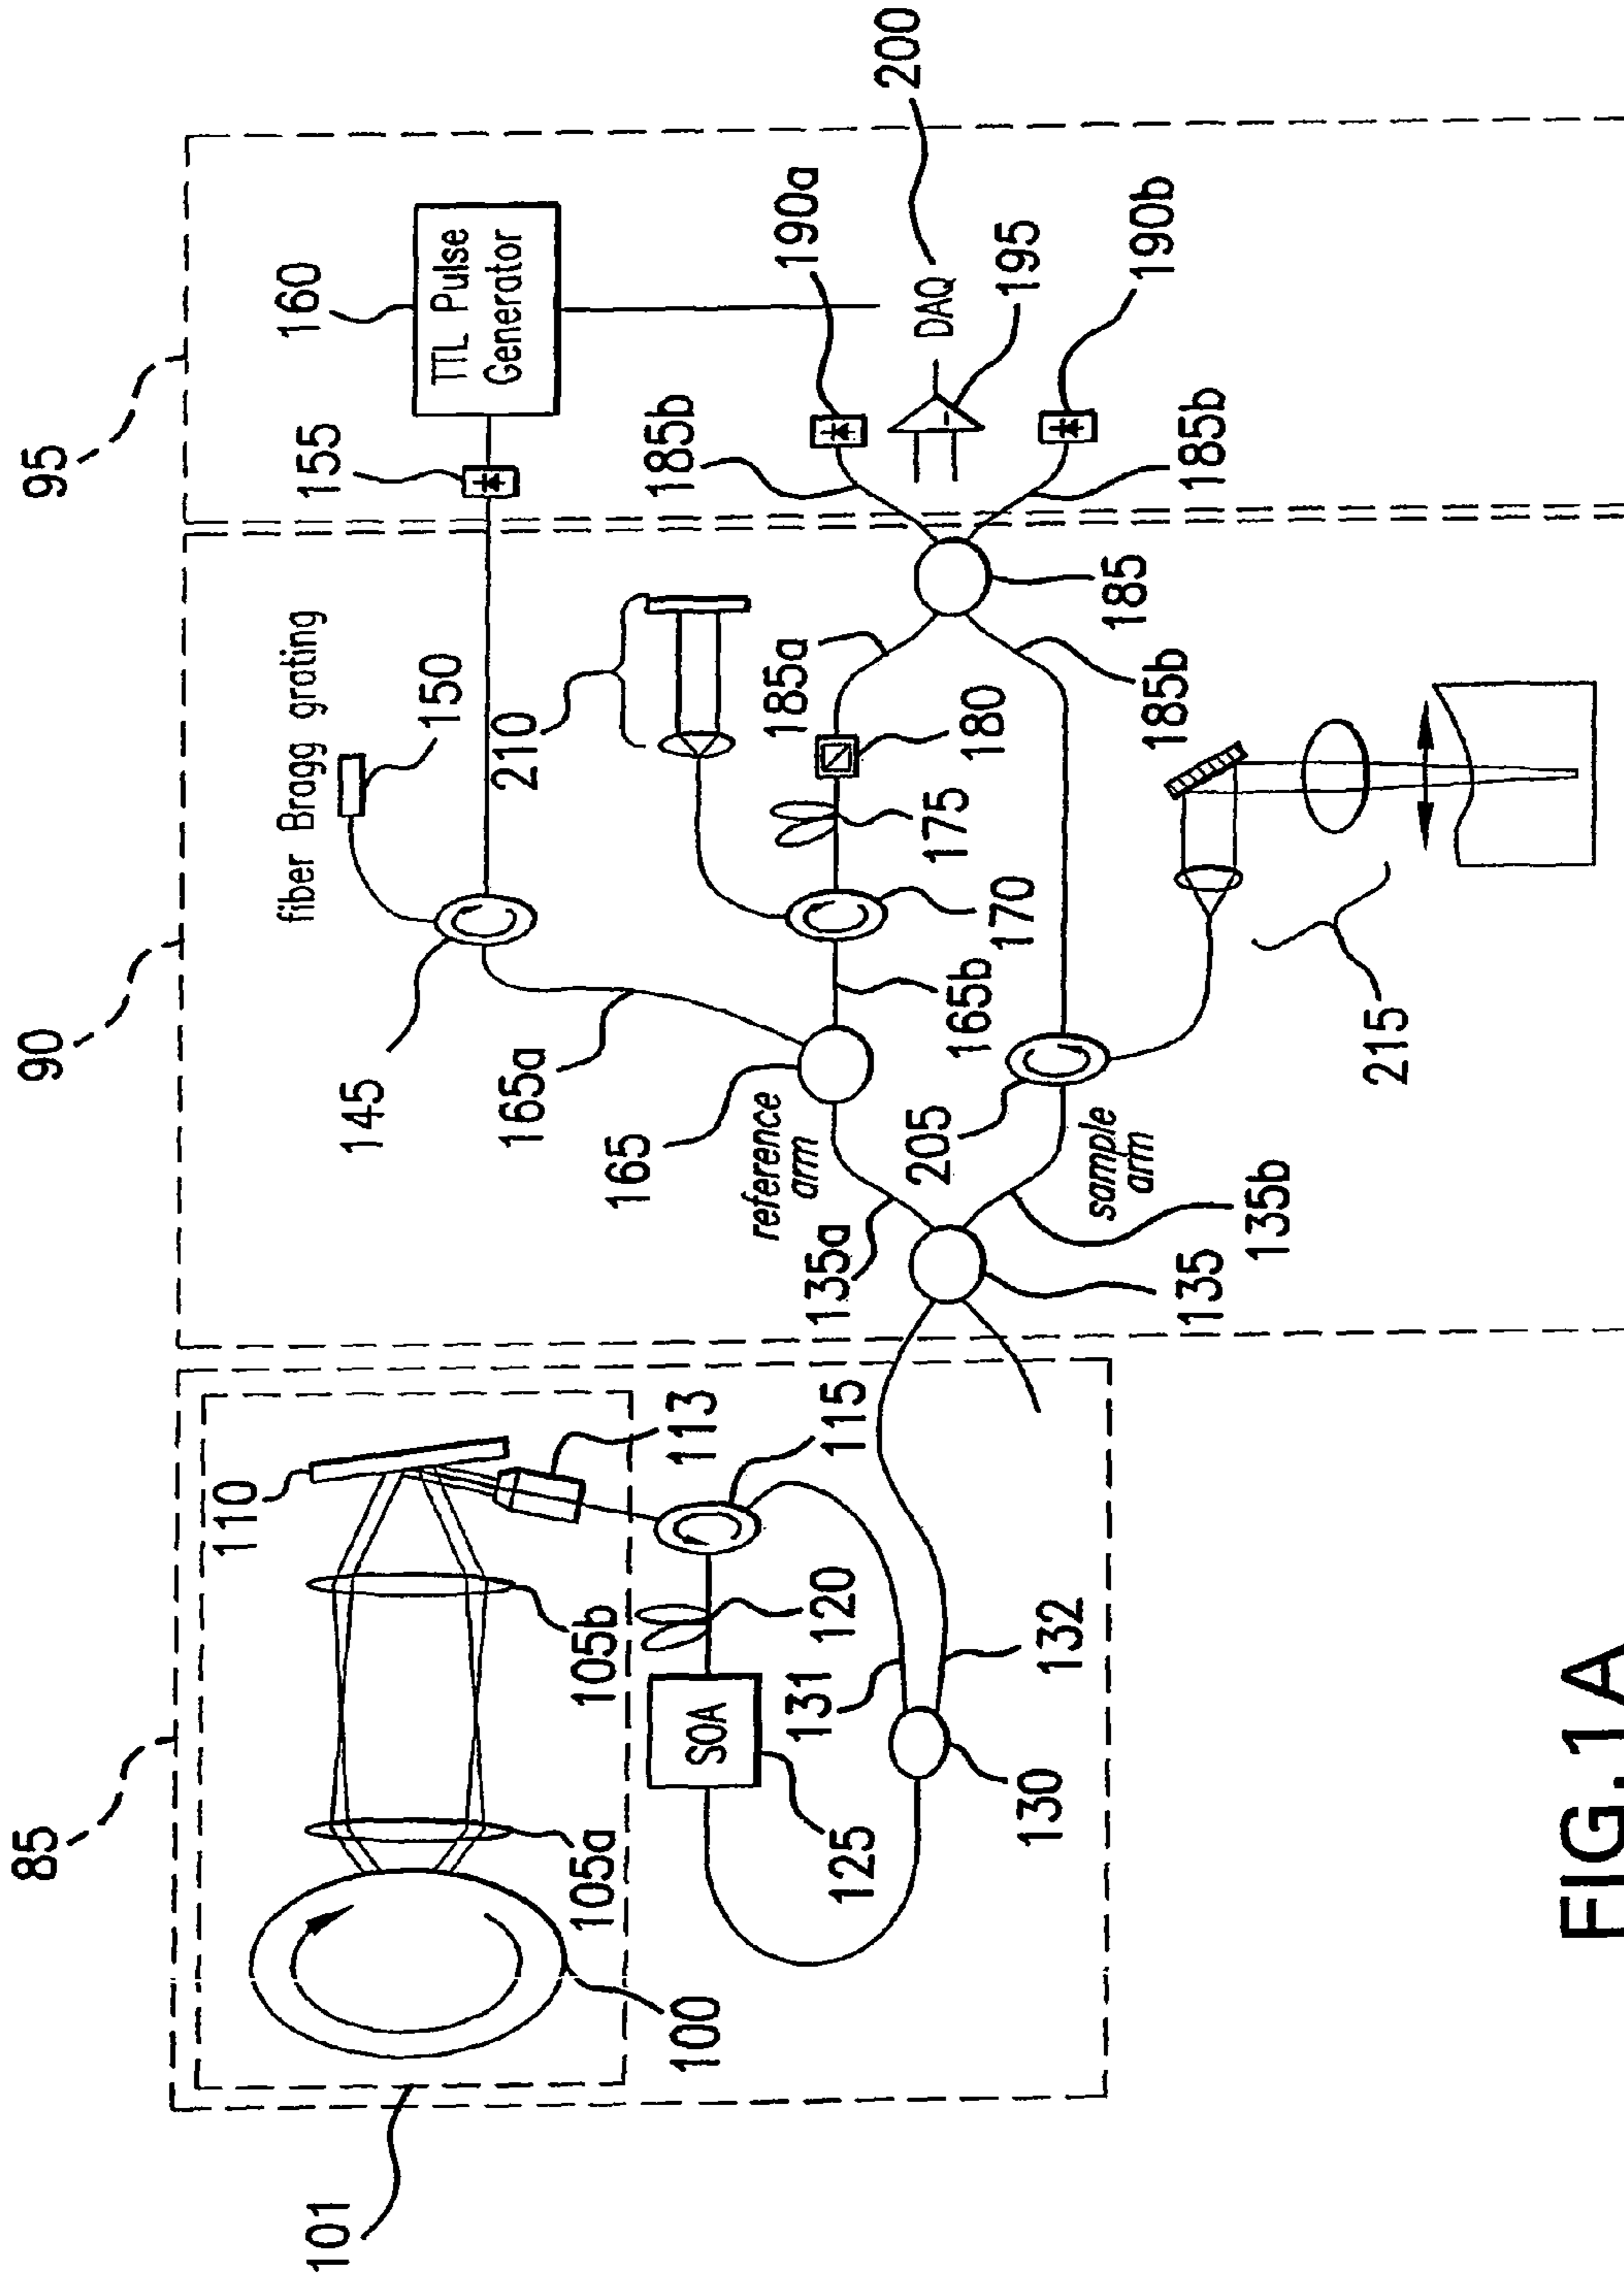 85
90
95
101
100
105a
105b
110
113
115
120
SOA
125
130
131
132
135
135a
135b
reference
arm
sample
arm
165
165a
165b
145
fiber Bragg grating
150
210
170
175
180
185a
185b
185
205
215
155
160
TTL Pulse
Generator
185b
190a
DAQ
200
195
185b
190b
FIG.1A